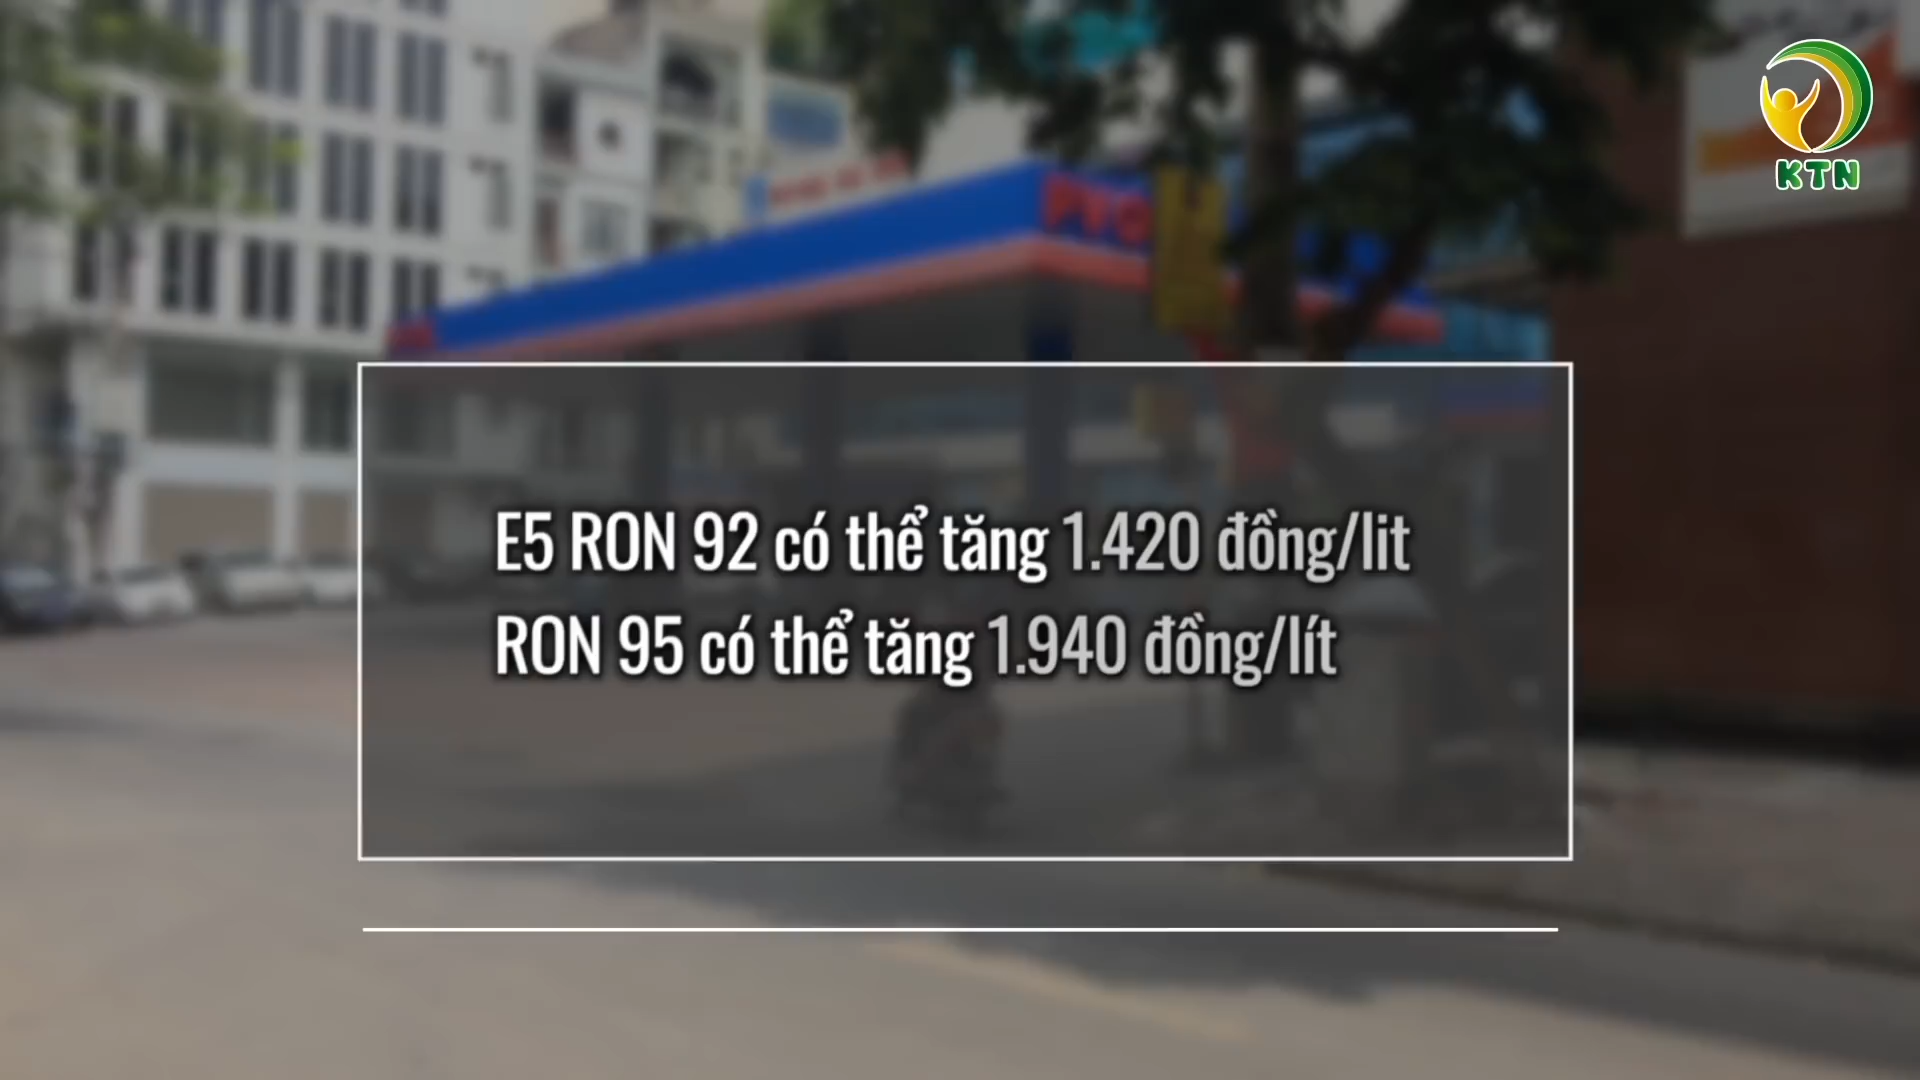 KTN
E5 RON 92 có thể tăng 1.420 đồng/lit
RON 95 có thể tăng 1.940 đồng/lít